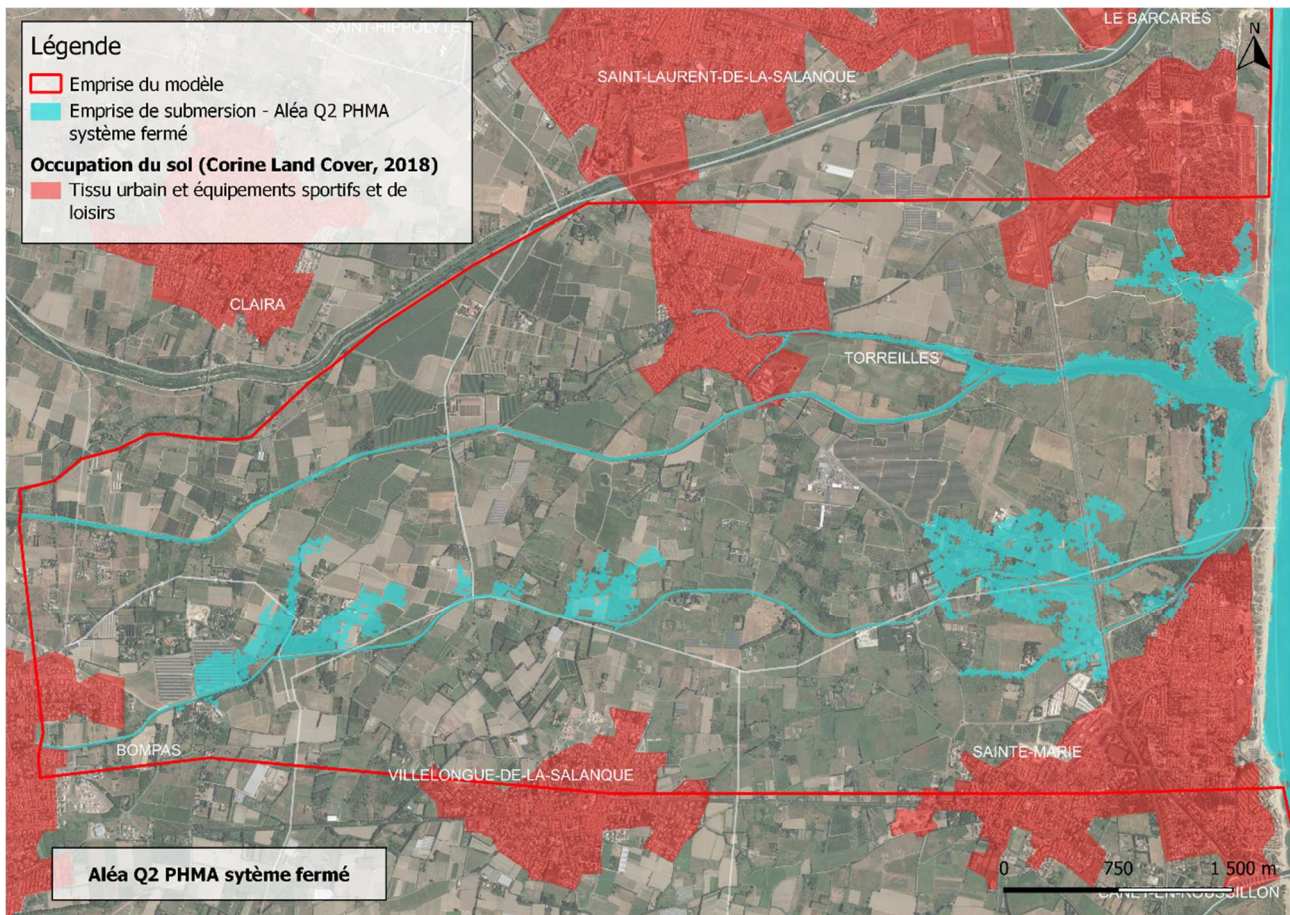 Légende
Emprise du modèle
Emprise de submersion - Aléa Q2 PHMA
système fermé
Occupation du sol (Corine Land Cover, 2018)
Tissu urbain et équipements sportifs et de
loisirs
SAINT-HIPPOLYTE
LE BARCARES
N
SAINT-LAURENT-DE-LA-SALANQUE
CLAIRA
TORREILLES
BOMPAS
VILLELONGUE-DE-LA-SALANQUE
SAINTE-MARIE
Aléa Q2 PHMA sytème fermé
0 750 1 500 m
CANET-EN-ROUSSILLON